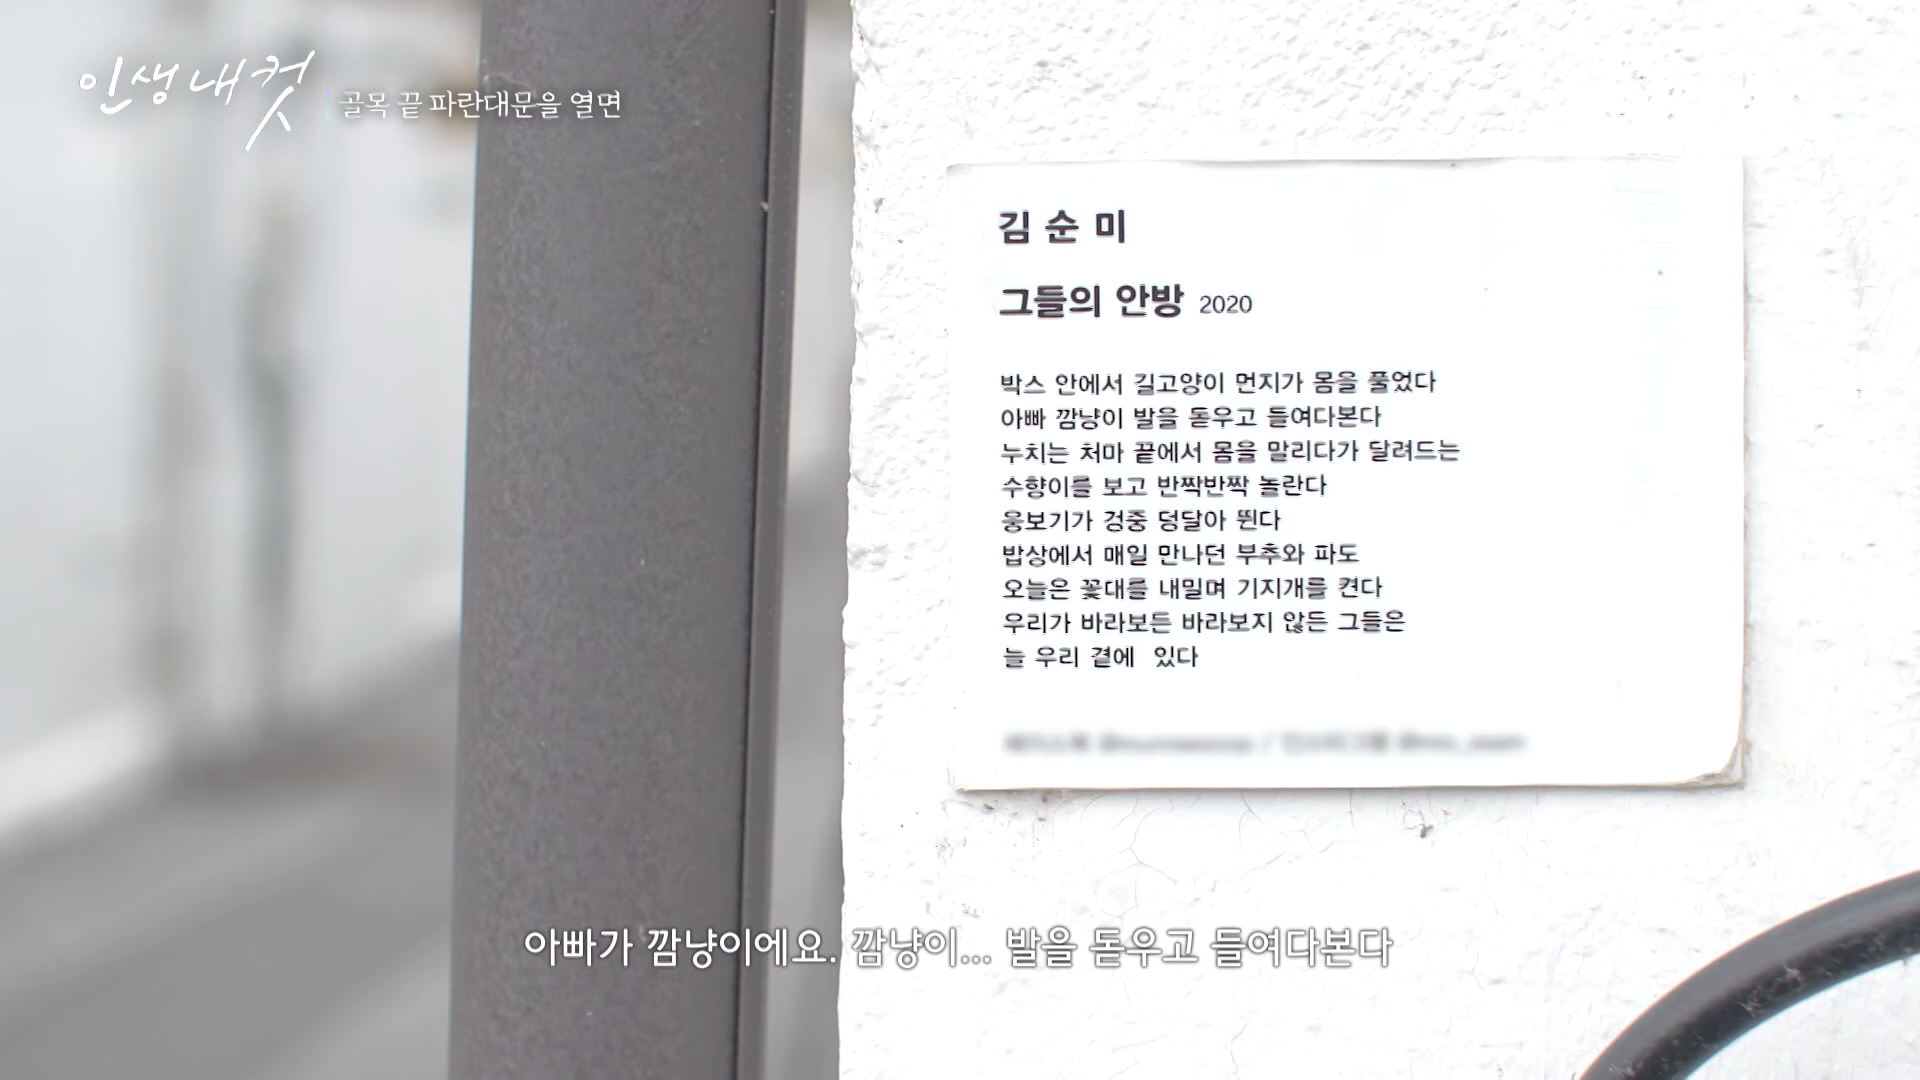 인생 내 컷
골목 끝 파란대문을 열면
김 순 미
그들의 안방 2020
박스 안에서 길고양이 먼지가 몸을 풀었다
아빠 깜냥이 발을 돋우고 들여다본다
누치는 처마 끝에서 몸을 말리다가 달려드는
수향이를 보고 반짝반짝 놀란다
웅보기가 겅중 덩달아 뛴다
밥상에서 매일 만나던 부추와 파도
오늘은 꽃대를 내밀며 기지개를 켠다
우리가 바라보든 바라보지 않든 그들은
늘 우리 곁에 있다
아빠가 깜냥이에요. 깜냥이... 발을 돋우고 들여다본다